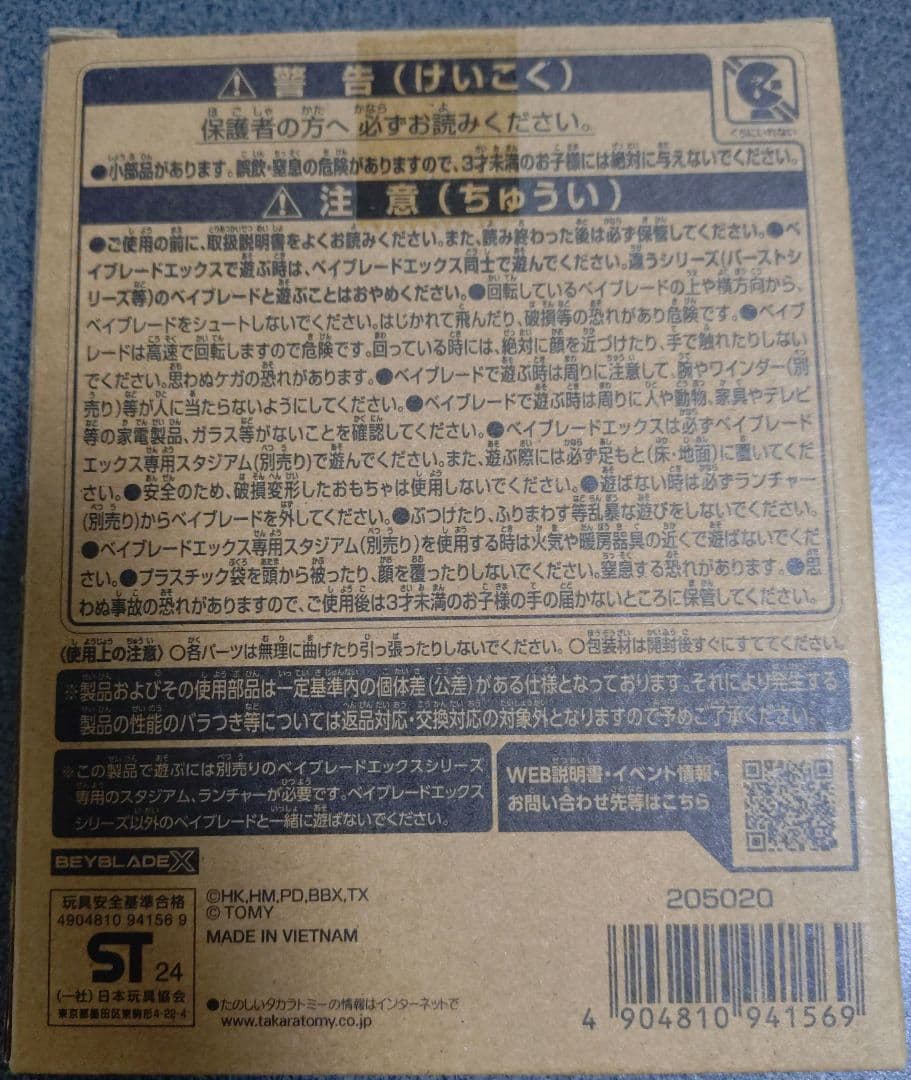 ⚠ 警告(けいこく)
保護者の方へ 必ずお読みください。
くちにいれない
●小部品があります。誤飲・窒息の危険がありますので、3才未満のお子様には絶対に与えないでください。
⚠ 注意(ちゅうい)
●ご使用の前に、取扱説明書をよくお読みください。また、読み終わった後は必ず保管してください。●ベ
イブレードエックスで遊ぶ時は、ベイブレードエックス同士で遊んでください。違うシリーズ(バーストシ
リーズ等)のベイブレードと遊ぶことはおやめください。●回転しているベイブレードの上や横方向から、
ベイブレードをシュートしないでください。はじかれて飛んだり、破損等の恐れがあり危険です。●ベイブ
レードは高速で回転しますので危険です。回っている時には、絶対に顔を近づけたり、手で触れたりしない
でください。思わぬケガの恐れがあります。●ベイブレードで遊ぶ時は周りに注意して、腕やワインダー(別
売り)等が人に当たらないようにしてください。●ベイブレードで遊ぶ時は周りに人や動物、家具やテレビ
等の家電製品、ガラス等がないことを確認してください。●ベイブレードエックスは必ずベイブレード
エックス専用スタジアム(別売り)で遊んでください。また、遊ぶ際には必ず足もと(床・地面)に置いてくだ
さい。●安全のため、破損変形したおもちゃは使用しないでください。●遊ばない時は必ずランチャー
(別売り)からベイブレードを外してください。●ぶつけたり、ふりまわす等乱暴な遊びをしないでください。
●ベイブレードエックス専用スタジアム(別売り)を使用する時は火気や暖房器具の近くで遊ばないでくだ
さい。●プラスチック袋を頭から被ったり、顔を覆ったりしないでください。窒息する恐れがあります。●思
わぬ事故の恐れがありますので、ご使用後は3才未満のお子様の手の届かないところに保管してください。
〈使用上の注意〉○各パーツは無理に曲げたり引っ張ったりしないでください。○包装材は開封後すぐにすててください。
※製品およびその使用部品は一定基準内の個体差(公差)がある仕様となっております。それにより発生する
製品の性能のバラつき等については返品対応・交換対応の対象外となりますので予めご了承ください。
※この製品で遊ぶには別売りのベイブレードエックスシリーズ
専用のスタジアム、ランチャーが必要です。ベイブレードエックス
シリーズ以外のベイブレードと一緒に遊ばないでください。
WEB説明書・イベント情報・
お問い合わせ先等はこちら
BEYBLADE X
玩具安全基準合格
4904810 94156 9
ST 24
(一社)日本玩具協会
東京都墨田区東駒形4-22-4
©HK,HM,PD,BBX,TX
© TOMY
MADE IN VIETNAM
●たのしいタカラトミーの情報はインターネットで
www.takaratomy.co.jp
205020
4 904810 941569